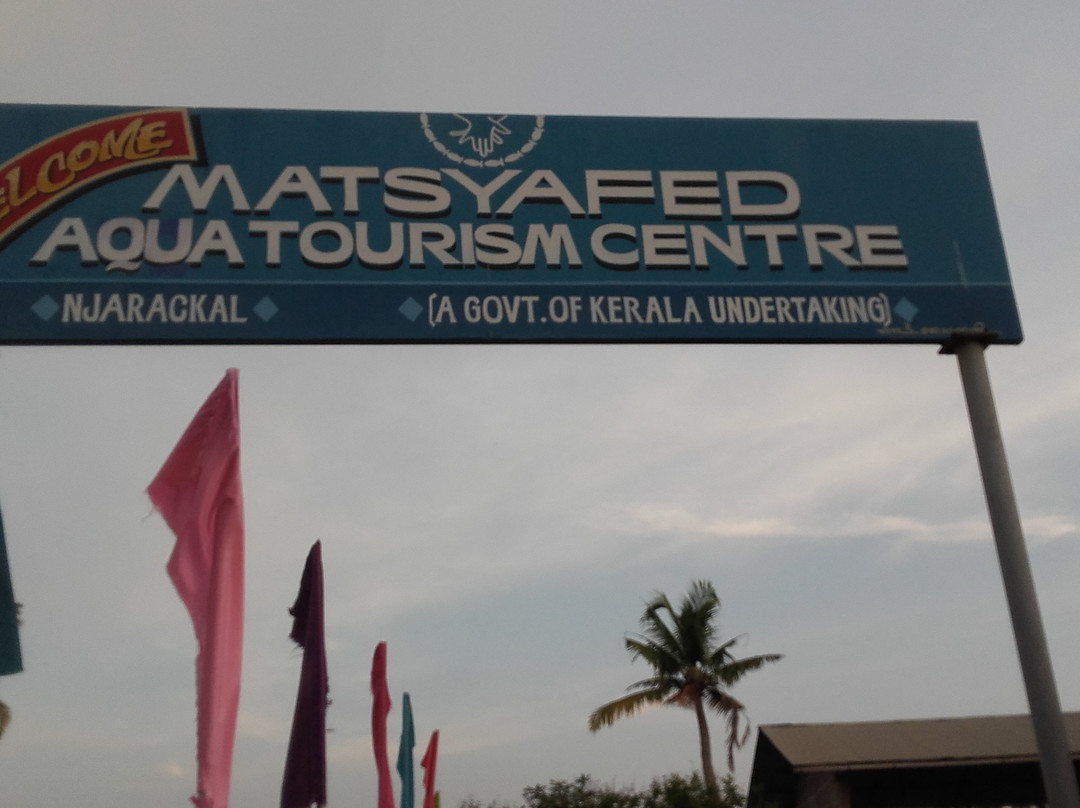 ELCOME
MATSYAFED
AQUA TOURISM CENTRE
NJARACKAL (A GOVT. OF KERALA UNDERTAKING)